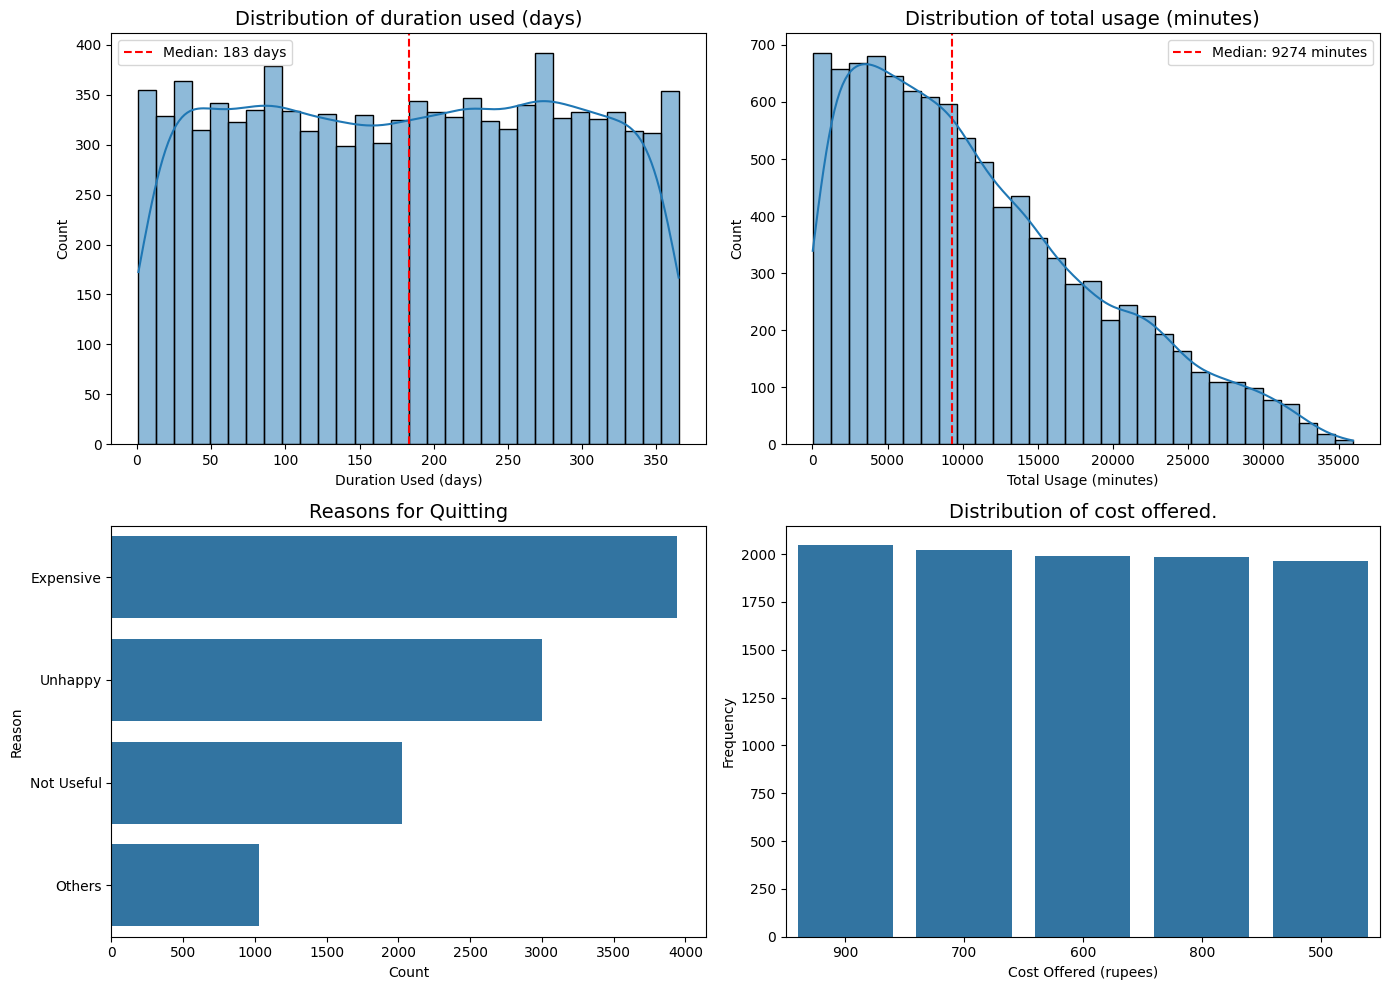 Distribution of duration used (days)
Median: 183 days
400
350
300
250
200
150
100
50
0
Count
0 50 100 150 200 250 300 350
Duration Used (days)
Distribution of total usage (minutes)
Median: 9274 minutes
700
600
500
400
300
200
100
0
Count
0 5000 10000 15000 20000 25000 30000 35000
Total Usage (minutes)
Reasons for Quitting
Expensive
Unhappy
Not Useful
Others
Reason
0 500 1000 1500 2000 2500 3000 3500 4000
Count
Distribution of cost offered.
2000
1750
1500
1250
1000
750
500
250
0
Frequency
900 700 600 800 500
Cost Offered (rupees)